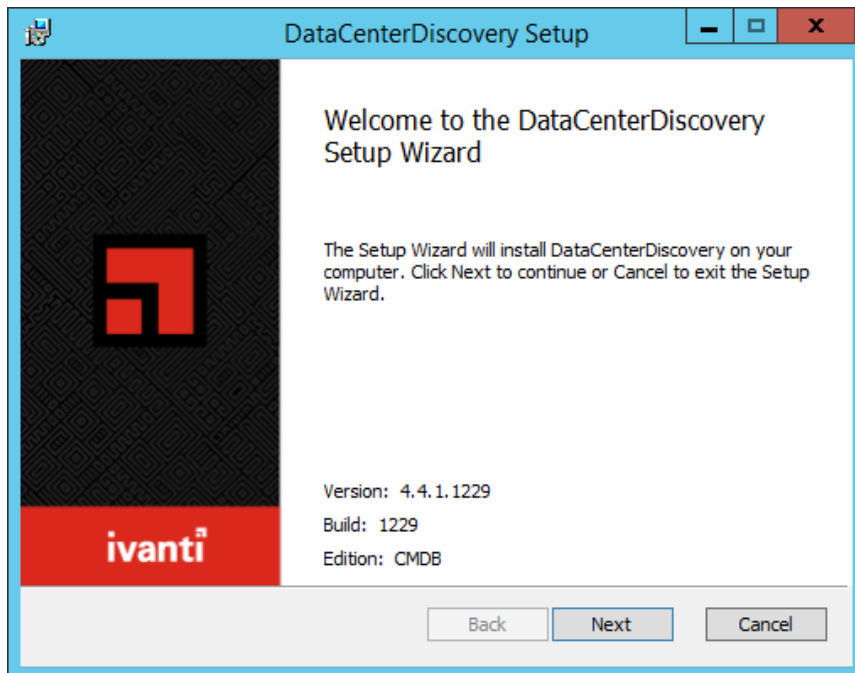 DataCenterDiscovery Setup
Welcome to the DataCenterDiscovery
Setup Wizard
The Setup Wizard will install DataCenterDiscovery on your
computer. Click Next to continue or Cancel to exit the Setup
Wizard.
Version: 4.4.1.1229
Build: 1229
Edition: CMDB
ivanti
Back Next Cancel